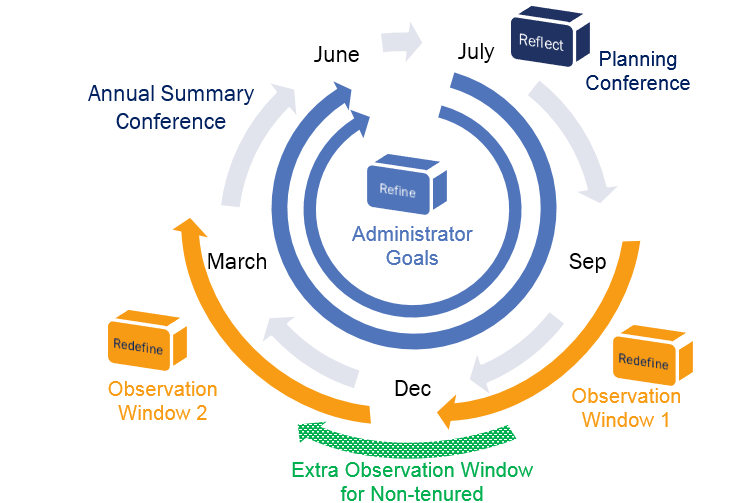 June
July
Reflect
Planning
Conference
Annual Summary
Conference
Refine
Administrator
Goals
March
Sep
Redefine
Observation
Window 2
Dec
Redefine
Observation
Window 1
Extra Observation Window
for Non-tenured